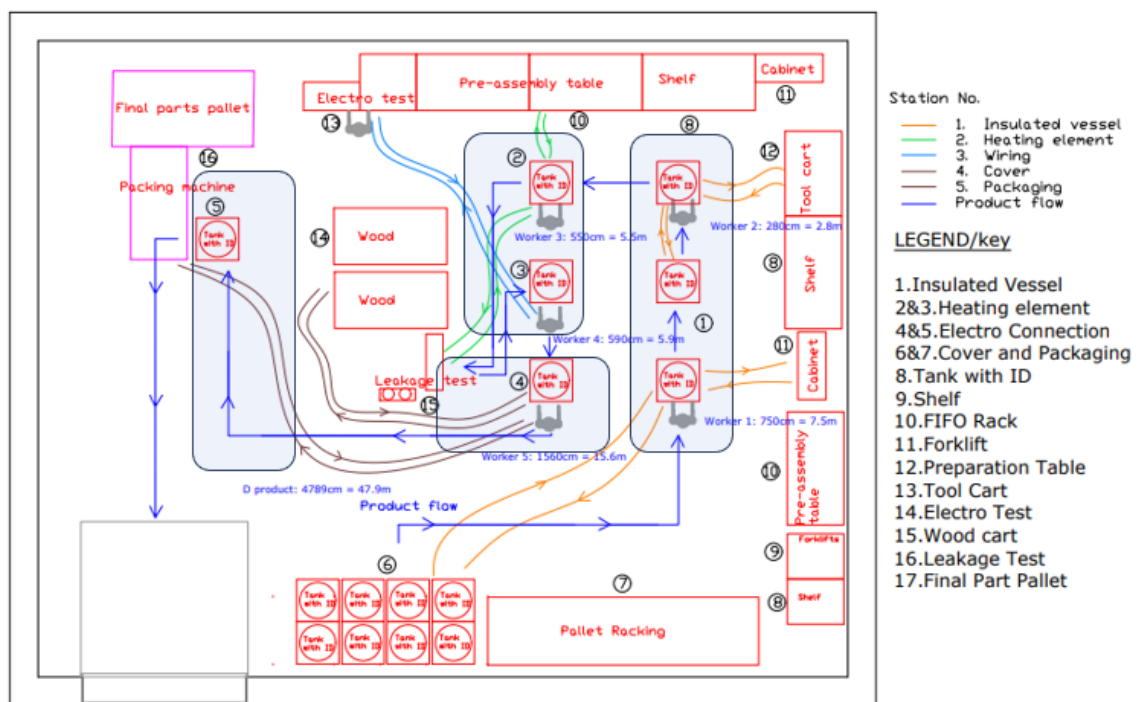 Final parts pallet
Packing machine
⑯
⑤
Tank
with ID
Electro test
⑬
Pre-assembly table
Shelf
Cabinet
⑪
⑩
⑧
②
Tank
with ID
Tank
with ID
⑫
Tool cart
Worker 3: 550cm = 5.5m
Worker 2: 280cm = 2.8m
⑭
Wood
Wood
③
Tank
with ID
Tank
with ID
①
⑧
Shelf
Worker 4: 590cm = 5.9m
⑪
Cabinet
Leakage test
⑮
④
Tank
with ID
Tank
with ID
Worker 1: 750cm = 7.5m
Worker 5: 1560cm = 15.6m
⑩
Pre-assembly
table
D product: 4789cm = 47.9m
Product flow
⑥
Tank
with ID
Tank
with ID
Tank
with ID
Tank
with ID
Tank
with ID
Tank
with ID
Tank
with ID
Tank
with ID
⑦
Pallet Racking
⑨
Forklifts
⑧
Shelf
Station No.
1. Insulated vessel
2. Heating element
3. Wiring
4. Cover
5. Packaging
Product flow
LEGEND/key
1.Insulated Vessel
2&3.Heating element
4&5.Electro Connection
6&7.Cover and Packaging
8.Tank with ID
9.Shelf
10.FIFO Rack
11.Forklift
12.Preparation Table
13.Tool Cart
14.Electro Test
15.Wood cart
16.Leakage Test
17.Final Part Pallet